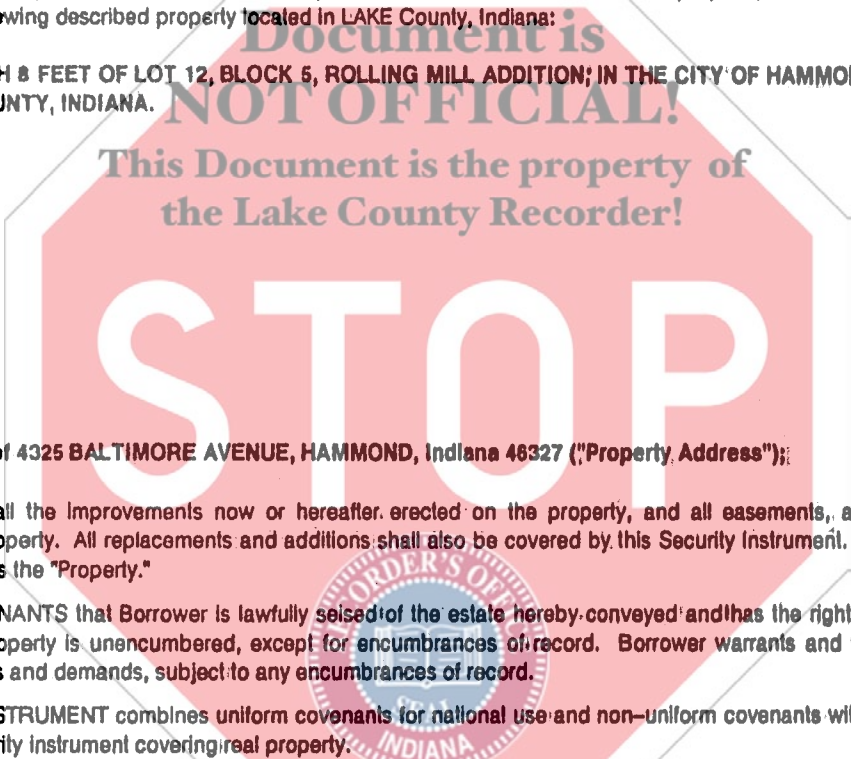 wing described property located in LAKE County, Indiana:
Document is
H 8 FEET OF LOT 12, BLOCK 5, ROLLING MILL ADDITION; IN THE CITY OF HAMMO
UNTY, INDIANA.
NOT OFFICIAL!
This Document is the property of
the Lake County Recorder!
STOP
f 4325 BALTIMORE AVENUE, HAMMOND, Indiana 46327 ("Property Address");
all the improvements now or hereafter erected on the property, and all easements, a
operty. All replacements and additions shall also be covered by this Security Instrument.
s the "Property."
NANTS that Borrower is lawfully seised of the estate hereby conveyed and has the right
operty is unencumbered, except for encumbrances of record. Borrower warrants and
s and demands, subject to any encumbrances of record.
STRUMENT combines uniform covenants for national use and non-uniform covenants wi
ity instrument covering real property.
RECORDER'S OFFICE
SEAL
INDIANA